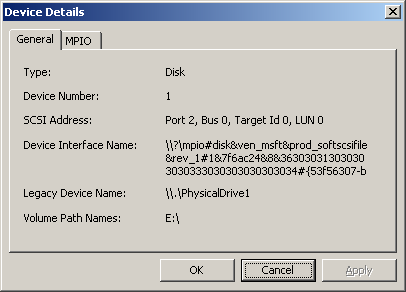 Device Details
General MPIO
Type: Disk
Device Number: 1
SCSI Address: Port 2, Bus 0, Target Id 0, LUN 0
Device Interface Name: \\?\mpio#disk&ven_msft&prod_softscsifile
&rev_1#1&7f6ac24&8&36303031303030
3030333030303030303034#{53f56307-b
Legacy Device Name: \\.\PhysicalDrive1
Volume Path Names: E:\
OK Cancel Apply